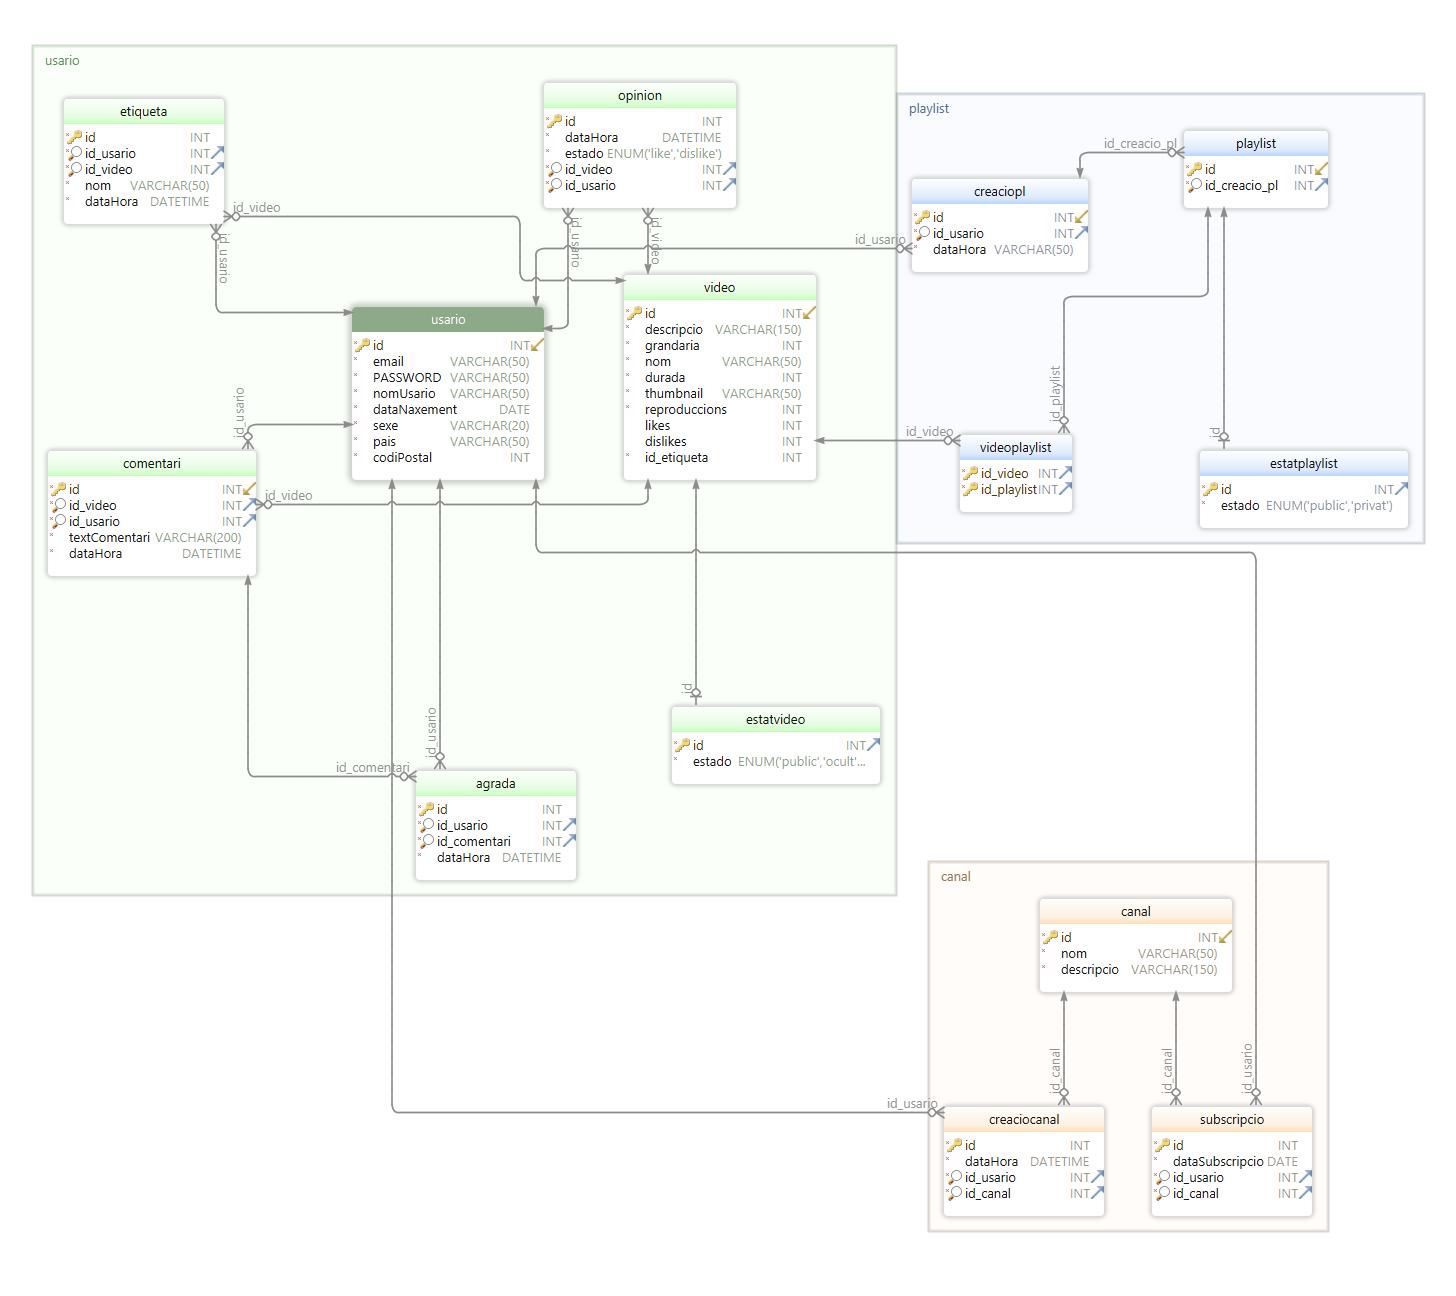 usario
etiqueta
id INT
id_usario INT
id_video INT
nom VARCHAR(50)
dataHora DATETIME
opinion
id INT
dataHora DATETIME
estado ENUM('like','dislike')
id_video INT
id_usario INT
id_video
id_usario
id_usario
id_video
usario
id INT
email VARCHAR(50)
PASSWORD VARCHAR(50)
nomUsario VARCHAR(50)
dataNaxement DATE
sexe VARCHAR(20)
pais VARCHAR(50)
codiPostal INT
video
id INT
descripcio VARCHAR(150)
grandaria INT
nom VARCHAR(50)
durada INT
thumbnail VARCHAR(50)
reproduccions INT
likes INT
dislikes INT
id_etiqueta INT
id_usario
comentari
id INT
id_video INT
id_usario INT
textComentari VARCHAR(200)
dataHora DATETIME
id_video
id_usario
id_comentari
agrada
id INT
id_usario INT
id_comentari INT
dataHora DATETIME
id
estatvideo
id INT
estado ENUM('public','ocult'...
playlist
id_creacio_pl
playlist
id INT
id_creacio_pl INT
creaciopl
id INT
id_usario INT
dataHora VARCHAR(50)
id_usario
id_playlist
id_video
videoplaylist
id_video INT
id_playlist INT
id
estatplaylist
id INT
estado ENUM('public','privat')
canal
canal
id INT
nom VARCHAR(50)
descripcio VARCHAR(150)
id_canal
id_canal
id_usario
id_usario
creaciocanal
id INT
dataHora DATETIME
id_usario INT
id_canal INT
subscripcio
id INT
dataSubscripcio DATE
id_usario INT
id_canal INT